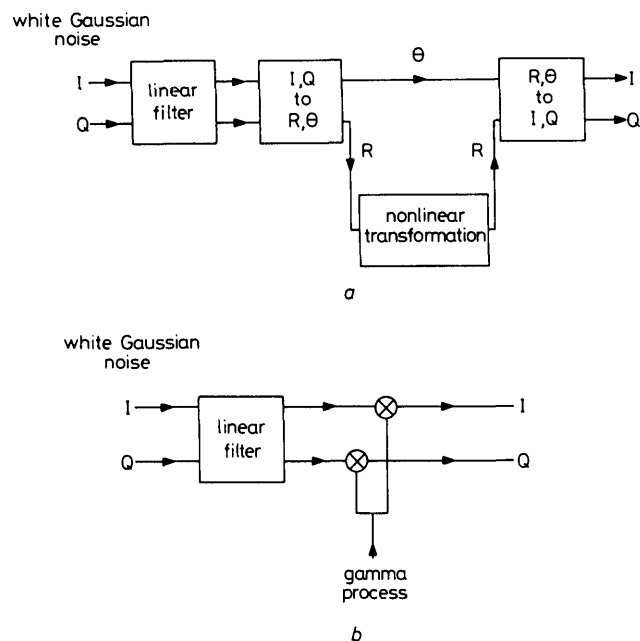 white Gaussian
noise
I
Q
linear
filter
I,Q
to
R,θ
θ
R
R
nonlinear
transformation
R,θ
to
I,Q
I
Q
a
white Gaussian
noise
I
Q
linear
filter
I
Q
gamma
process
b